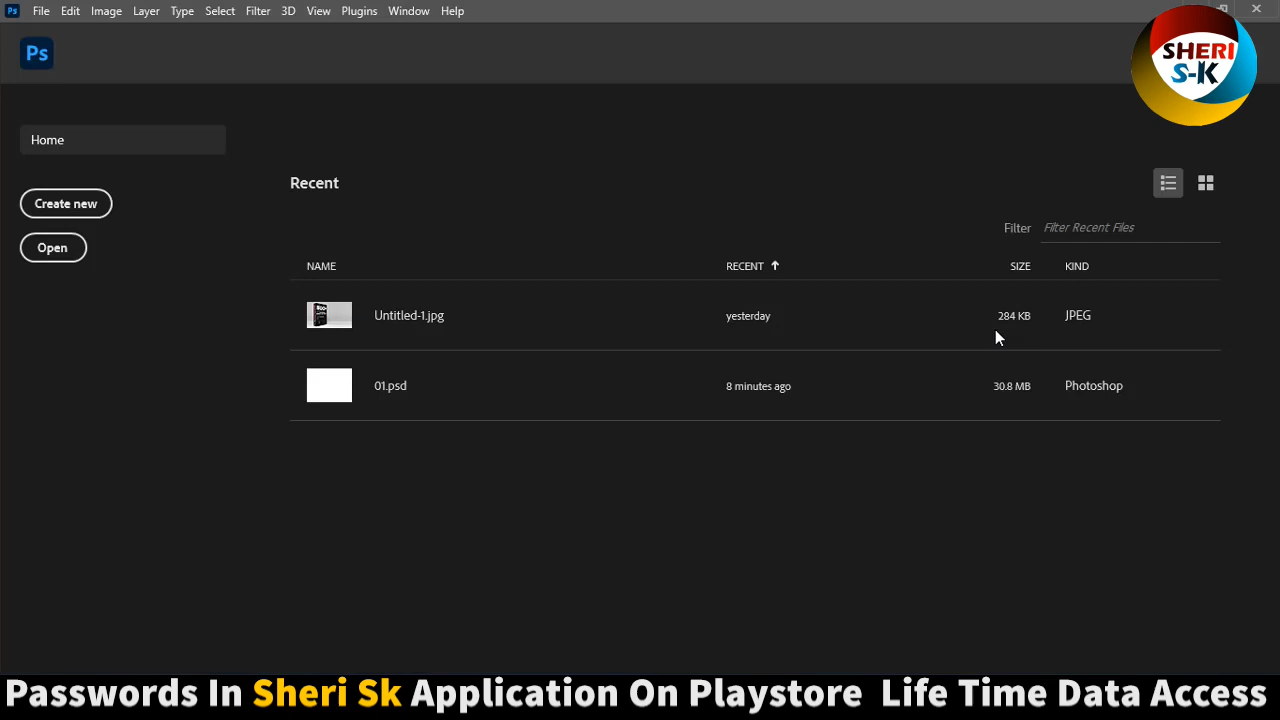 Ps File Edit Image Layer Type Select Filter 3D View Plugins Window Help
Ps
SHERI
S-K
Home
Recent
Create new
Filter Filter Recent Files
Open
NAME RECENT SIZE KIND
Untitled-1.jpg yesterday 284 KB JPEG
01.psd 8 minutes ago 30.8 MB Photoshop
Passwords In Sheri Sk Application On Playstore Life Time Data Access